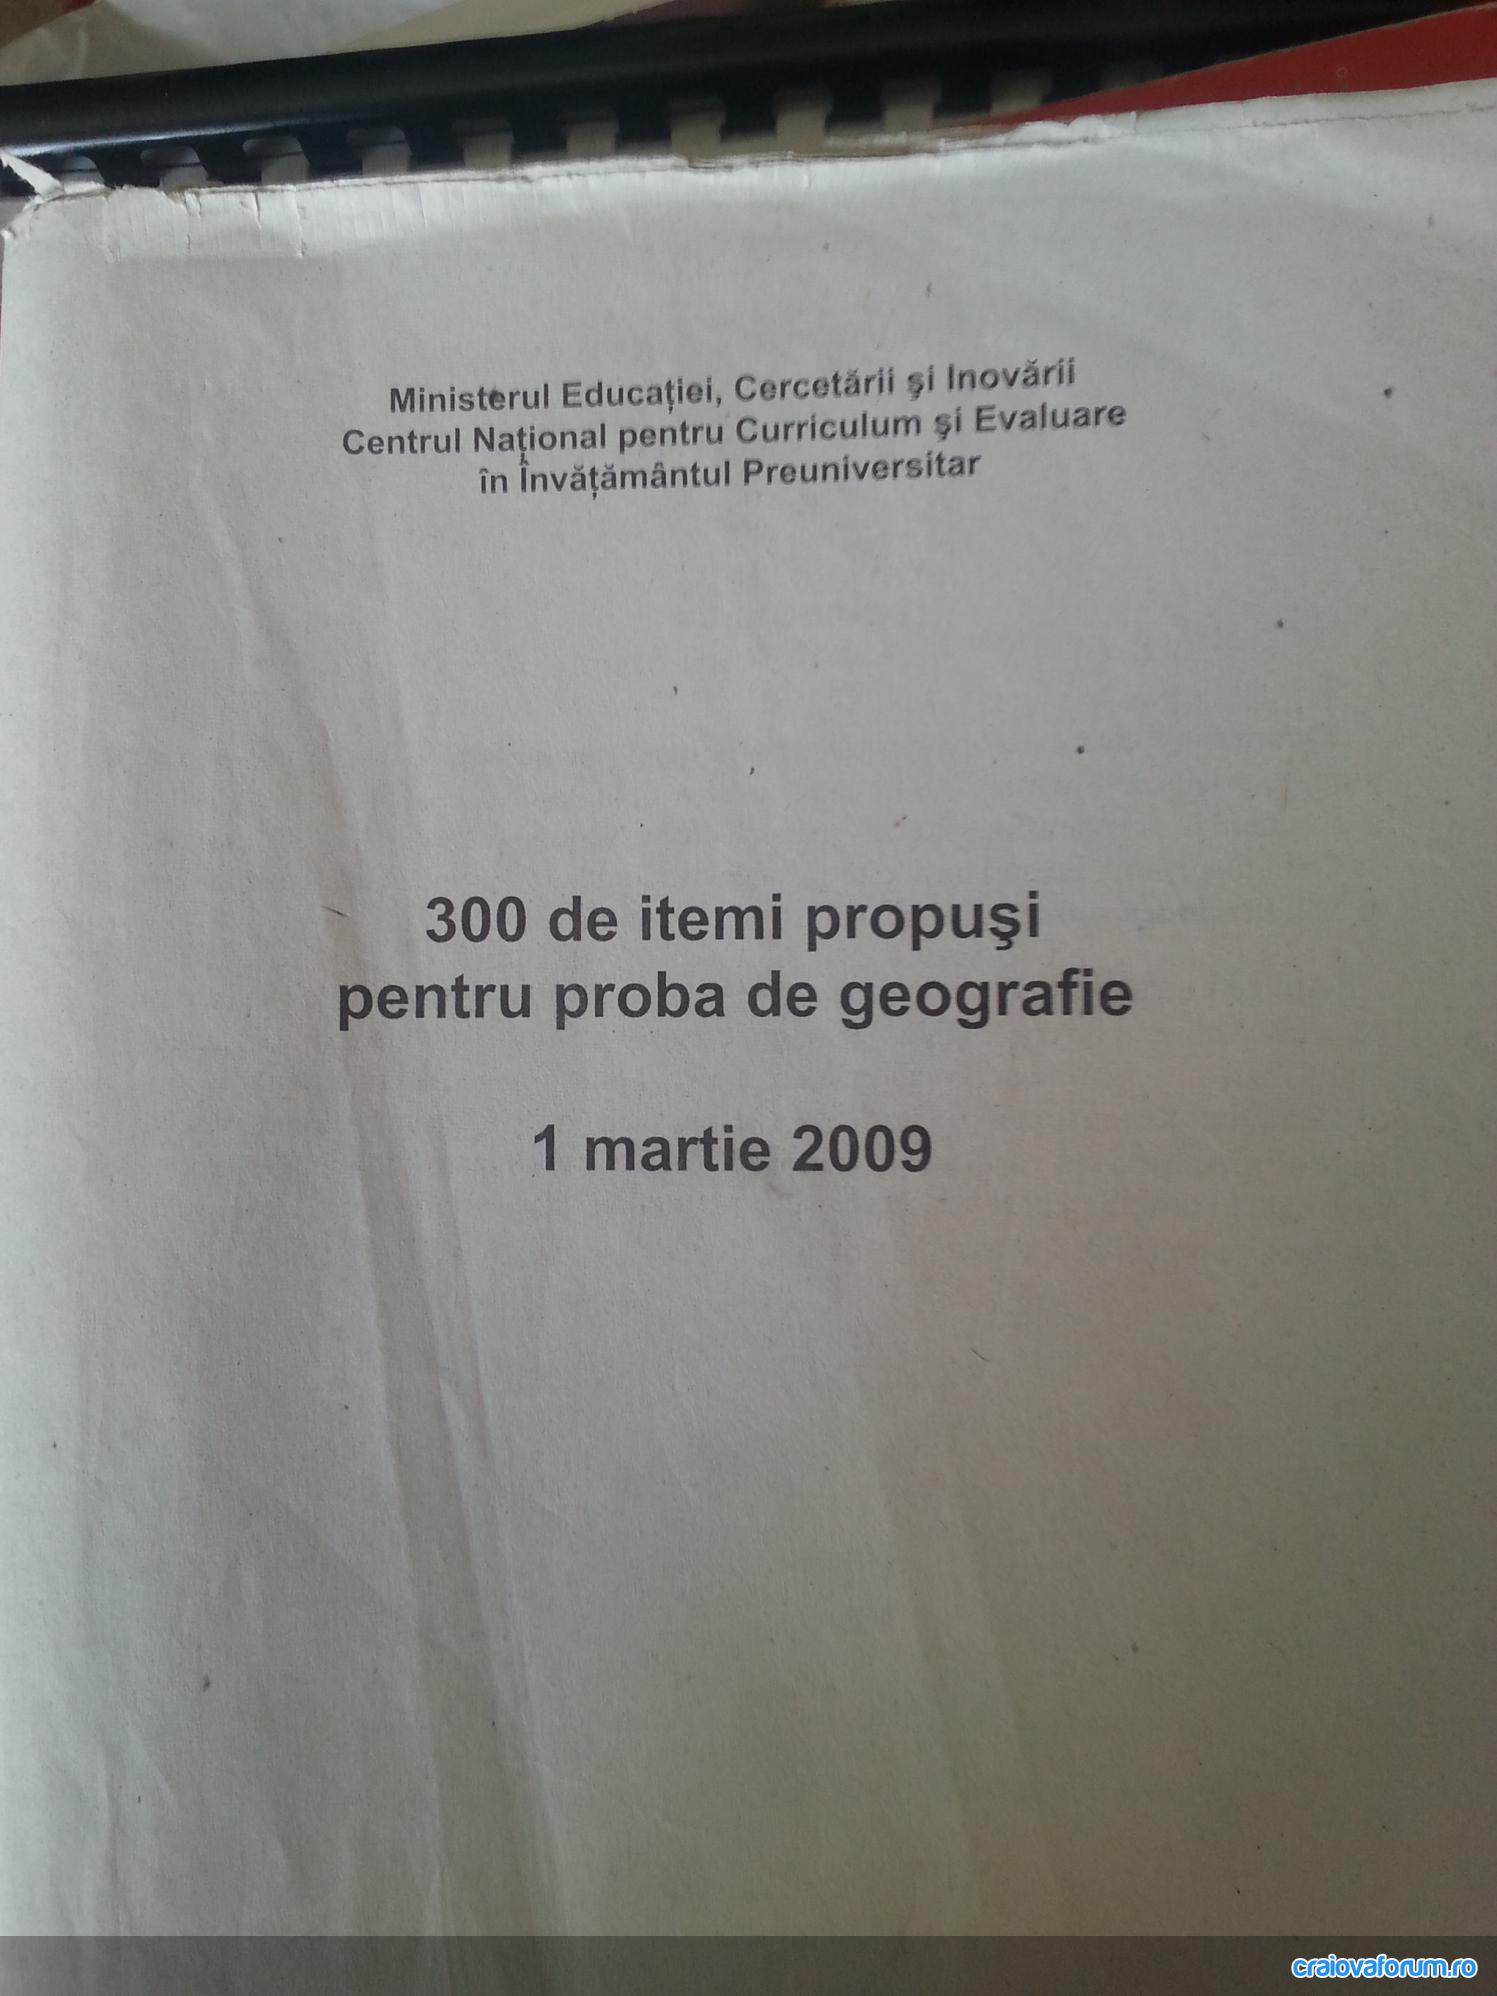 Ministerul Educației, Cercetării şi Inovării
Centrul Național pentru Curriculum şi Evaluare
în Învățământul Preuniversitar
300 de itemi propuşi
pentru proba de geografie
1 martie 2009
craiovaforum.ro